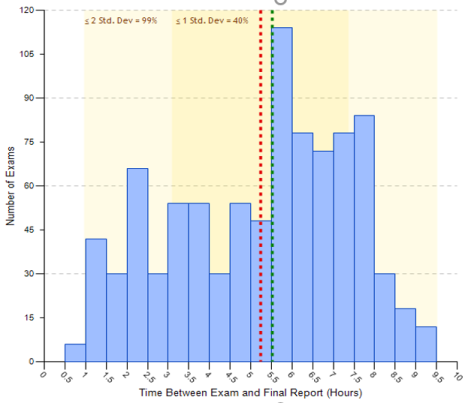 120
≤ 2 Std. Dev = 99% ≤ 1 Std. Dev = 40%
105
90
75
60
45
30
15
0
Number of Exams
0 0.5 1 1.5 2 2.5 3 3.5 4 4.5 5 5.5 6 6.5 7 7.5 8 8.5 9 9.5 10
Time Between Exam and Final Report (Hours)